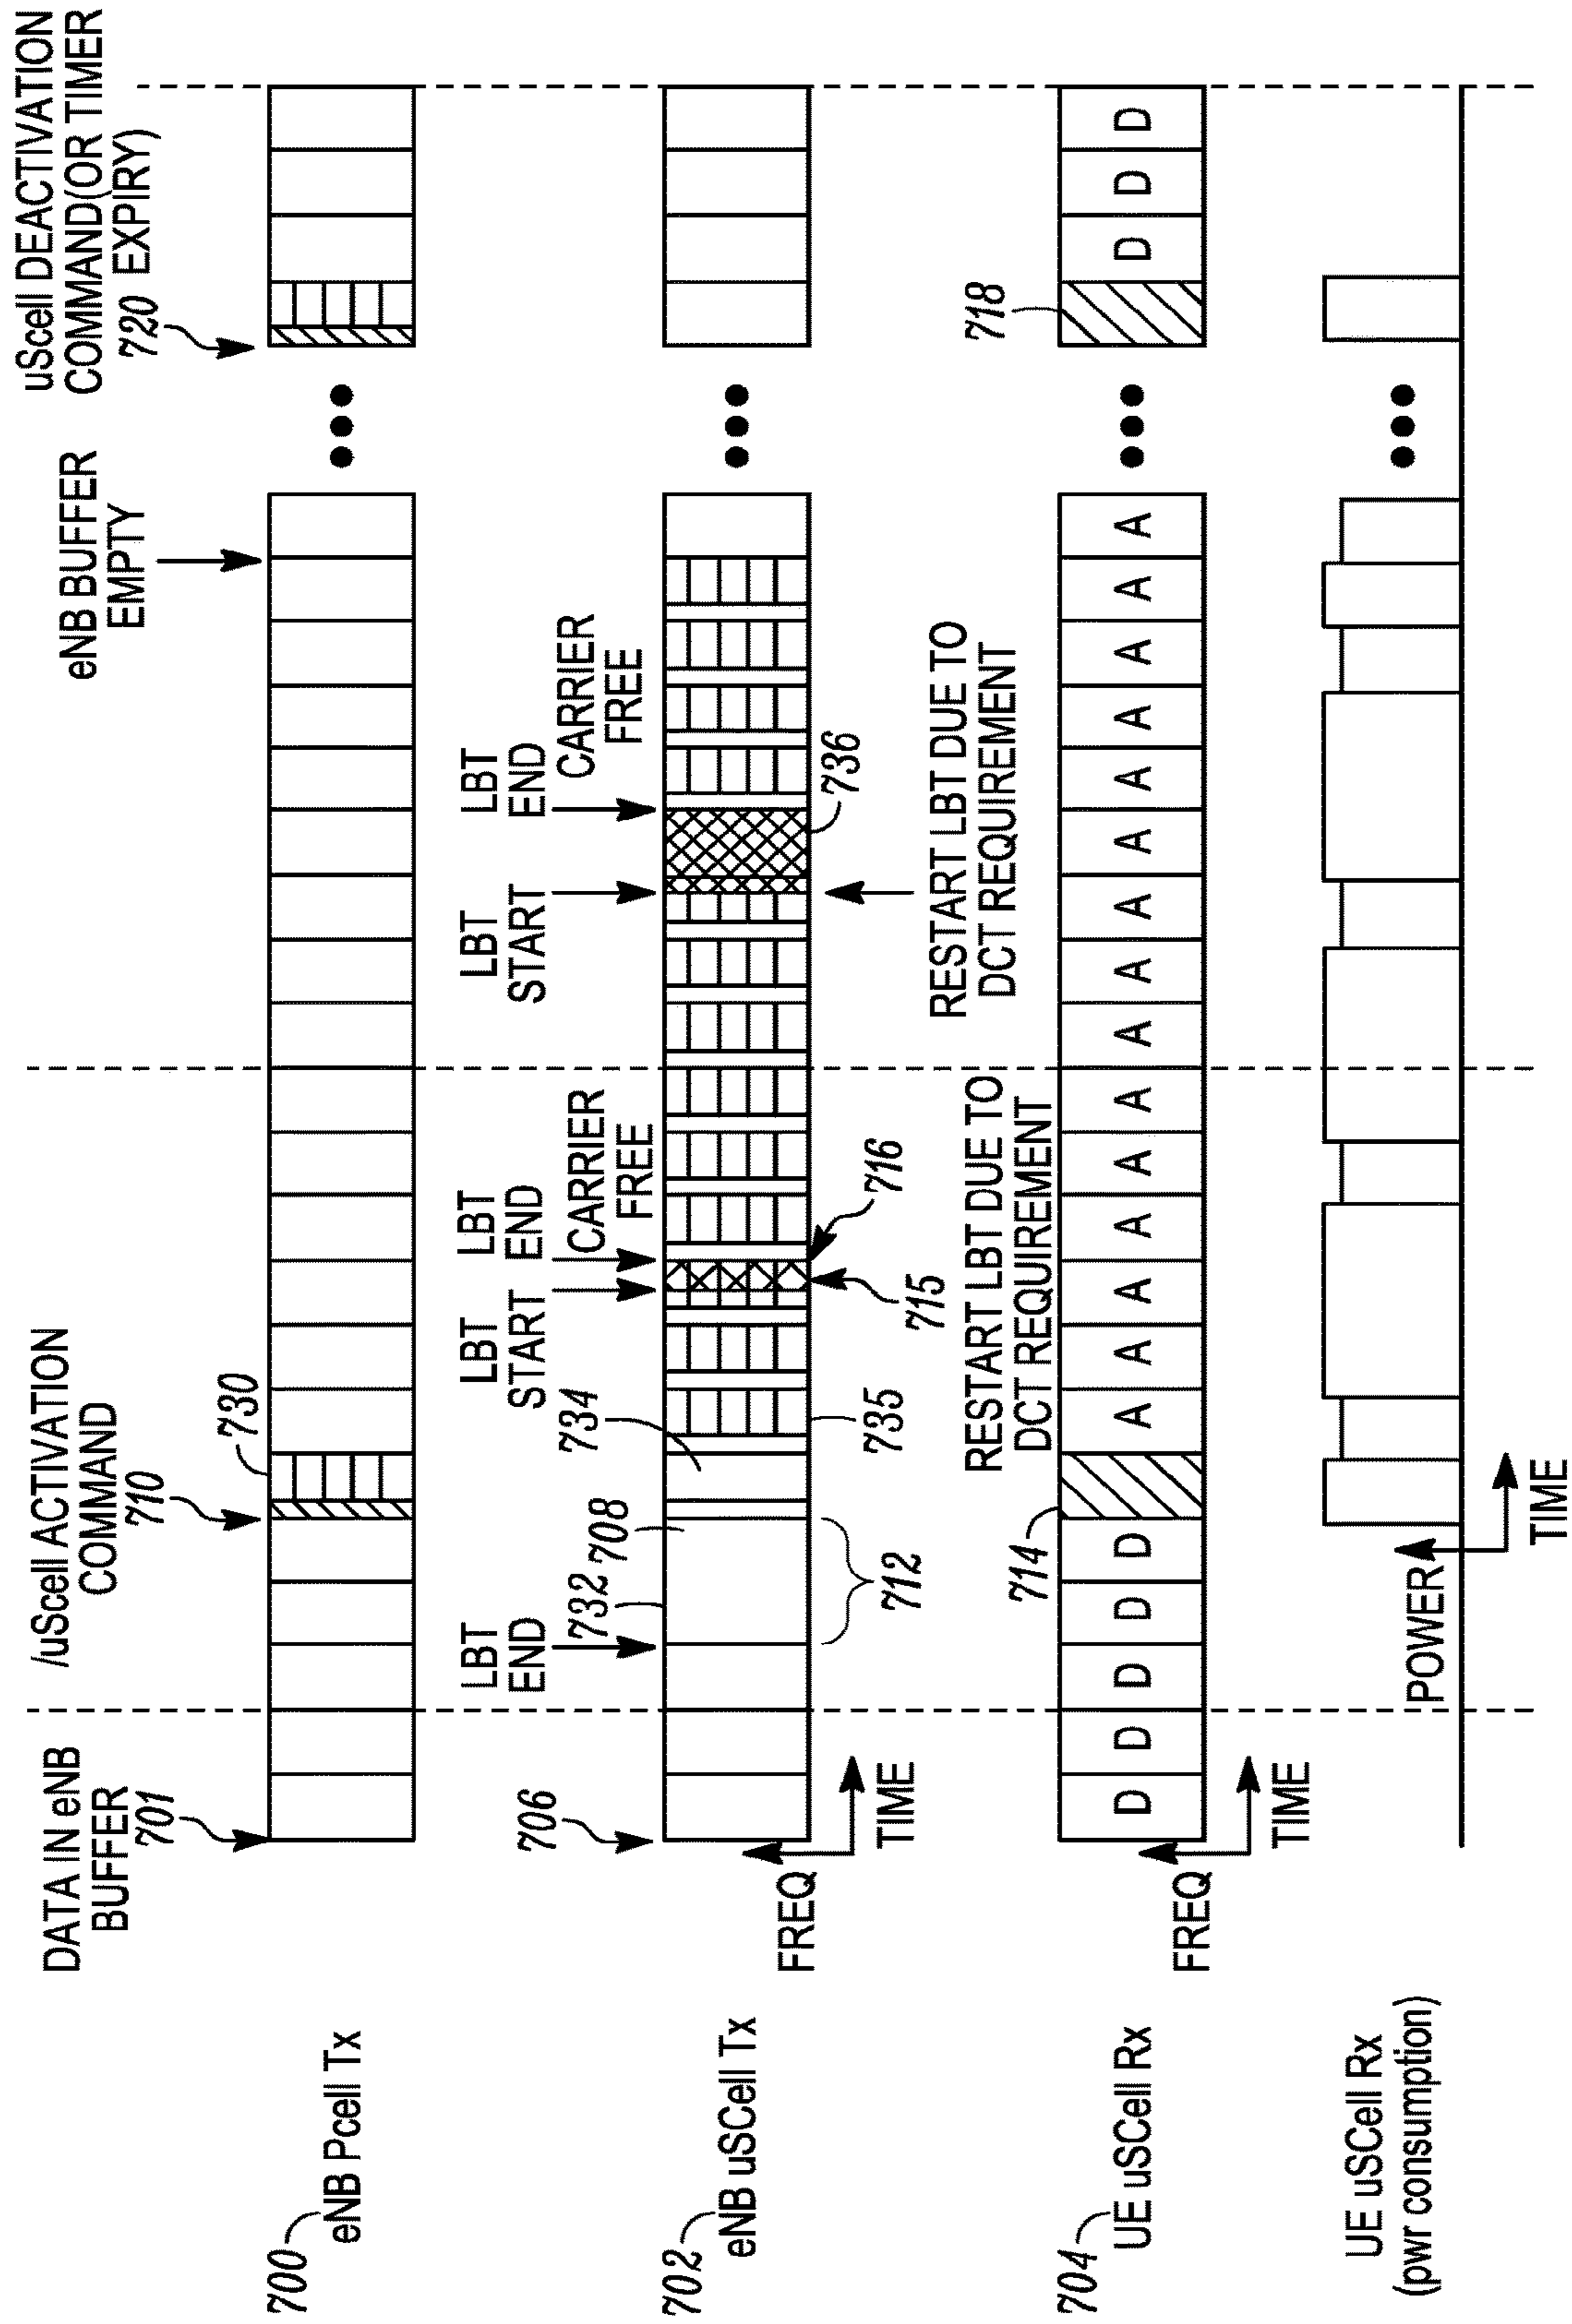 DATA IN eNB
BUFFER
701
/uScell ACTIVATION
COMMAND
710
730
eNB BUFFER
EMPTY
uScell DEACTIVATION
COMMAND(OR TIMER
EXPIRY)
720
700
eNB Pcell Tx
706
LBT
END
732
708
734
LBT
START
LBT
END
CARRIER
FREE
LBT
START
LBT
END
CARRIER
FREE
702
eNB uSCell Tx
FREQ
TIME
712
735
715
716
736
RESTART LBT DUE TO
DCT REQUIREMENT
RESTART LBT DUE TO
DCT REQUIREMENT
714
718
704
UE uSCell Rx
D D D D D A A A A A A A A A A A A A A A D D D
FREQ
TIME
UE uSCell Rx
(pwr consumption)
POWER
TIME